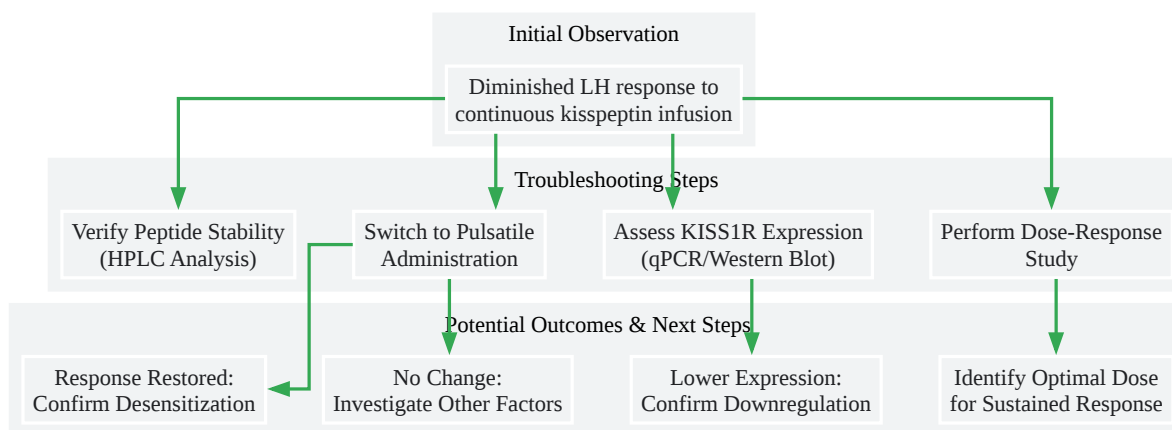 Initial Observation
Diminished LH response to
continuous kisspeptin infusion
Troubleshooting Steps
Verify Peptide Stability
(HPLC Analysis)
Switch to Pulsatile
Administration
Assess KISS1R Expression
(qPCR/Western Blot)
Perform Dose-Response
Study
Potential Outcomes & Next Steps
Response Restored:
Confirm Desensitization
No Change:
Investigate Other Factors
Lower Expression:
Confirm Downregulation
Identify Optimal Dose
for Sustained Response